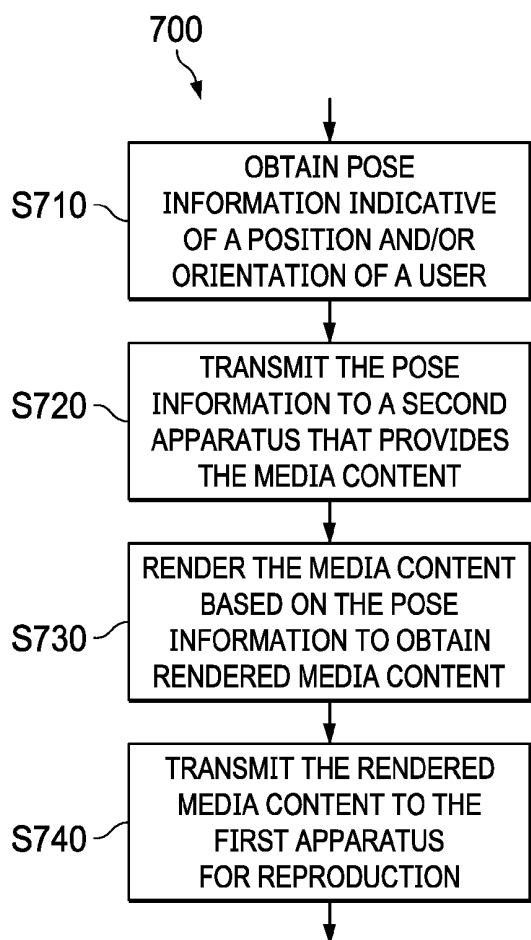 700
S710
OBTAIN POSE
INFORMATION INDICATIVE
OF A POSITION AND/OR
ORIENTATION OF A USER
S720
TRANSMIT THE POSE
INFORMATION TO A SECOND
APPARATUS THAT PROVIDES
THE MEDIA CONTENT
S730
RENDER THE MEDIA CONTENT
BASED ON THE POSE
INFORMATION TO OBTAIN
RENDERED MEDIA CONTENT
S740
TRANSMIT THE RENDERED
MEDIA CONTENT TO THE
FIRST APPARATUS
FOR REPRODUCTION